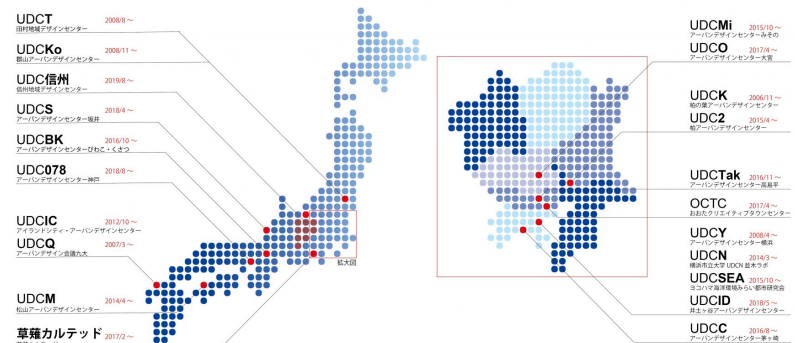 UDCT 2008/8～
田村地域デザインセンター
UDCKo 2008/11～
郡山アーバンデザインセンター
UDC信州 2019/8～
信州地域デザインセンター
UDCS 2018/4～
アーバンデザインセンター坂井
UDCBK 2016/10～
アーバンデザインセンターびわこ・くさつ
UDC078 2018/8～
アーバンデザインセンター神戸
UDCIC 2012/10～
アイランドシティ・アーバンデザインセンター
UDCQ 2007/3～
アーバンデザイン会議九大
UDCM 2014/4～
松山アーバンデザインセンター
草薙カルテッド 2017/2～
拡大図
UDCMi 2015/10～
アーバンデザインセンターみその
UDCO 2017/4～
アーバンデザインセンター大宮
UDCK 2006/11～
柏の葉アーバンデザインセンター
UDC2 2015/4～
柏アーバンデザインセンター
UDCTak 2016/11～
アーバンデザインセンター高島平
OCTC 2017/4～
おおたクリエイティブタウンセンター
UDCY 2008/4～
アーバンデザインセンター横浜
UDCN 2014/3～
横浜市立大学 UDCN 並木ラボ
UDCSEA 2015/10～
ヨコハマ海洋環境みらい都市研究会
UDCID 2018/5～
井土ヶ谷アーバンデザインセンター
UDCC 2016/8～
アーバンデザインセンター茅ヶ崎